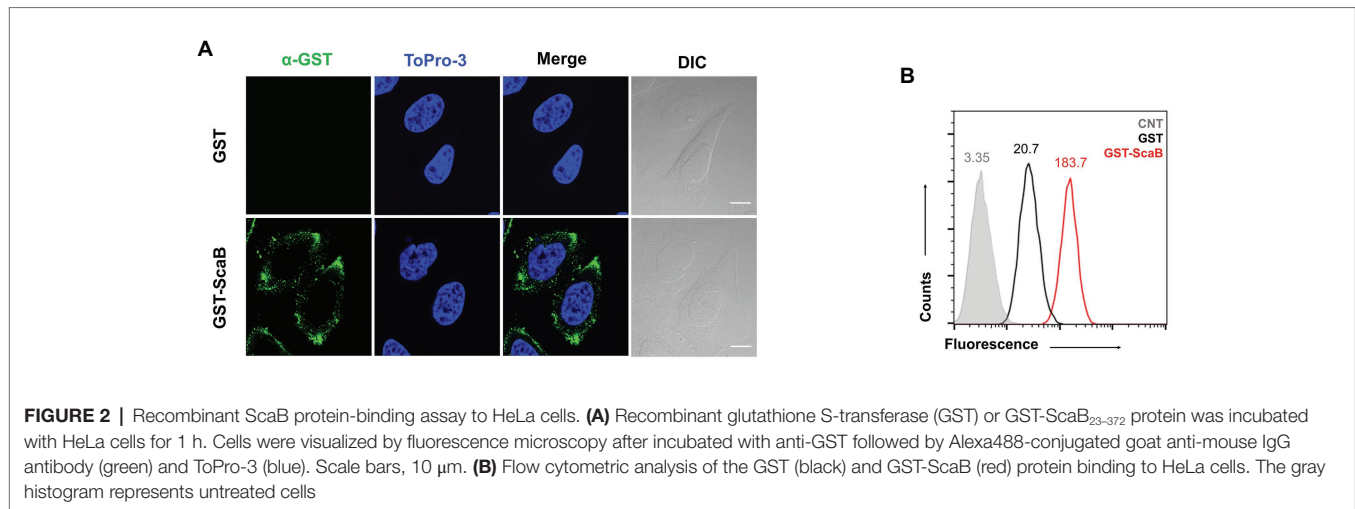 A
α-GST ToPro-3 Merge DIC
GST
GST-ScaB
B
CNT
GST
GST-ScaB
3.35 20.7 183.7
Counts
Fluorescence
FIGURE 2 | Recombinant ScaB protein-binding assay to HeLa cells. (A) Recombinant glutathione S-transferase (GST) or GST-ScaB23–372 protein was incubated
with HeLa cells for 1 h. Cells were visualized by fluorescence microscopy after incubated with anti-GST followed by Alexa488-conjugated goat anti-mouse IgG
antibody (green) and ToPro-3 (blue). Scale bars, 10 μm. (B) Flow cytometric analysis of the GST (black) and GST-ScaB (red) protein binding to HeLa cells. The gray
histogram represents untreated cells